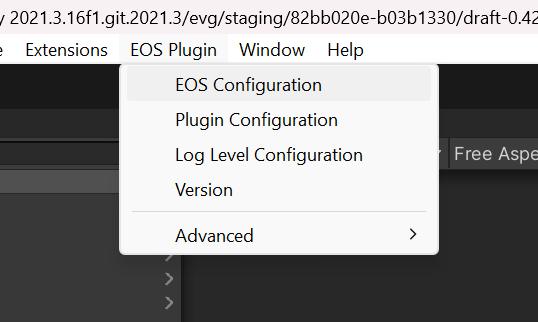 y 2021.3.16f1.git.2021.3/evg/staging/82bb020e-b03b1330/draft-0.42
e Extensions EOS Plugin Window Help
EOS Configuration
Plugin Configuration
Log Level Configuration
Free Aspe
Version
Advanced